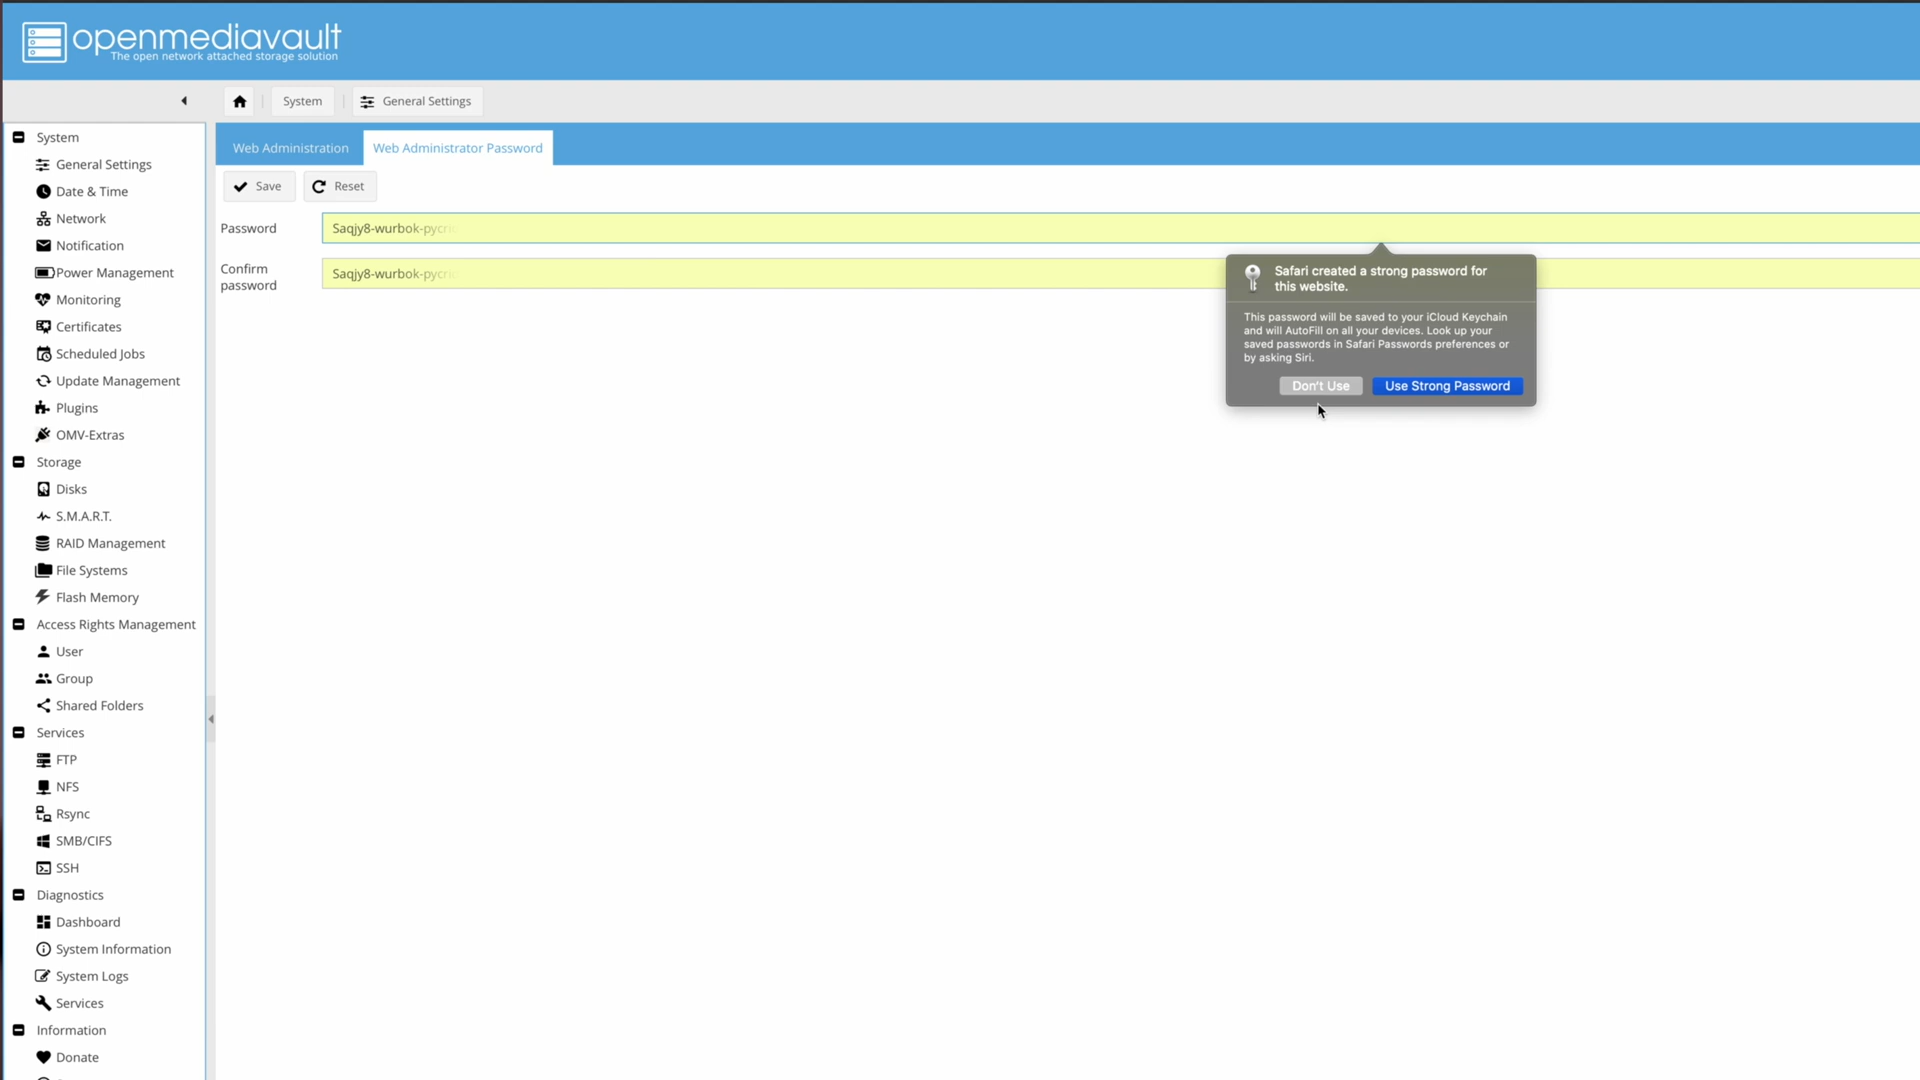 openmediavault
The open network attached storage solution
System
General Settings
System
General Settings
Date & Time
Network
Notification
Power Management
Monitoring
Certificates
Scheduled Jobs
Update Management
Plugins
OMV-Extras
Storage
Disks
S.M.A.R.T.
RAID Management
File Systems
Flash Memory
Access Rights Management
User
Group
Shared Folders
Services
FTP
NFS
Rsync
SMB/CIFS
SSH
Diagnostics
Dashboard
System Information
System Logs
Services
Information
Donate
Web Administration
Web Administrator Password
Save
Reset
Password
Saqjy8-wurbok-pycri
Confirm
password
Saqjy8-wurbok-pycri
Safari created a strong password for
this website.
This password will be saved to your iCloud Keychain
and will AutoFill on all your devices. Look up your
saved passwords in Safari Passwords preferences or
by asking Siri.
Don't Use
Use Strong Password